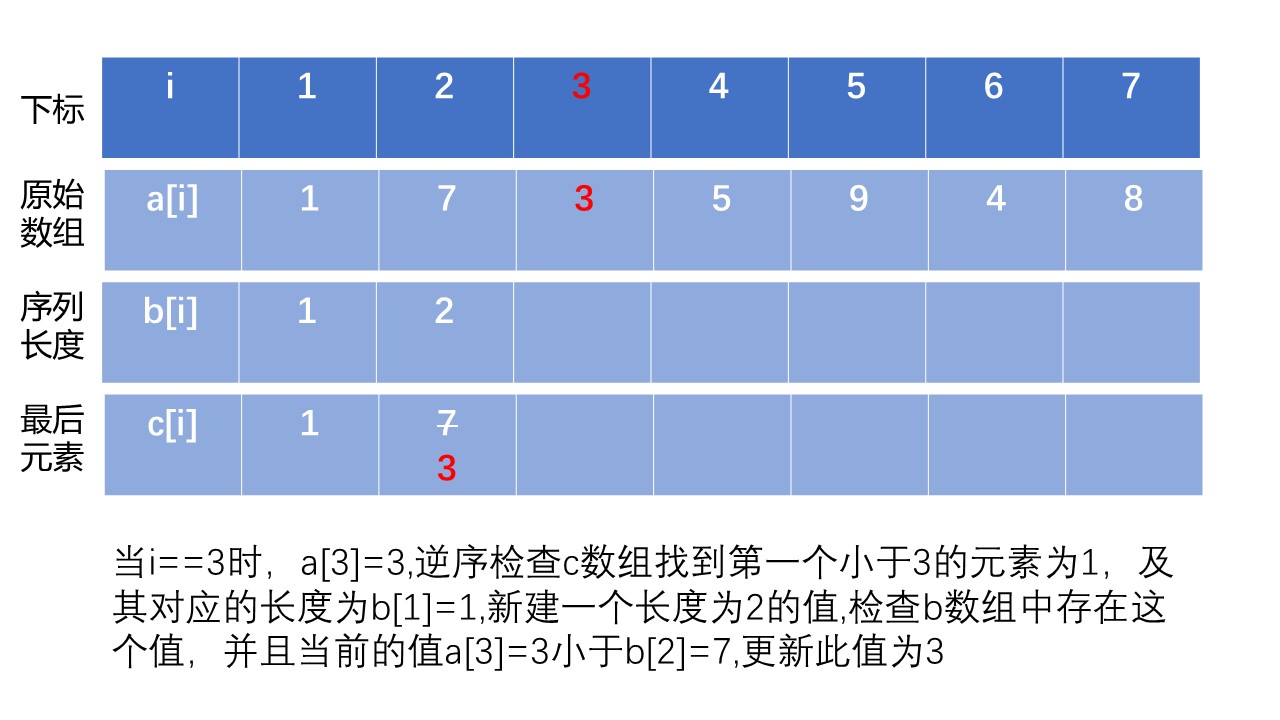 下标 i 1 2 3 4 5 6 7
原始
数组
a[i] 1 7 3 5 9 4 8
序列
长度
b[i] 1 2
最后
元素
c[i] 1 7
3
当i==3时，a[3]=3,逆序检查c数组找到第一个小于3的元素为1，及
其对应的长度为b[1]=1,新建一个长度为2的值,检查b数组中存在这
个值，并且当前的值a[3]=3小于b[2]=7,更新此值为3